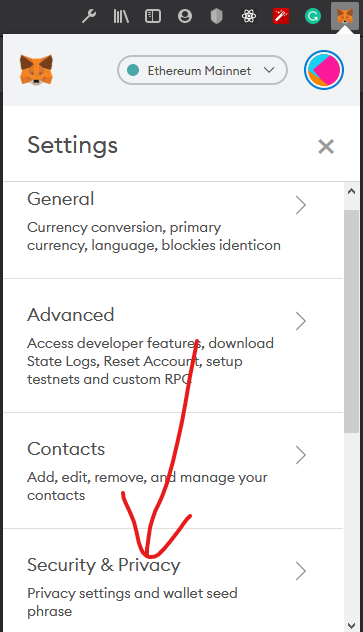 Ethereum Mainnet
Settings
General
Currency conversion, primary
currency, language, blockies identicon
Advanced
Access developer features, download
State Logs, Reset Account, setup
testnets and custom RPC
Contacts
Add, edit, remove, and manage your
contacts
Security & Privacy
Privacy settings and wallet seed
phrase